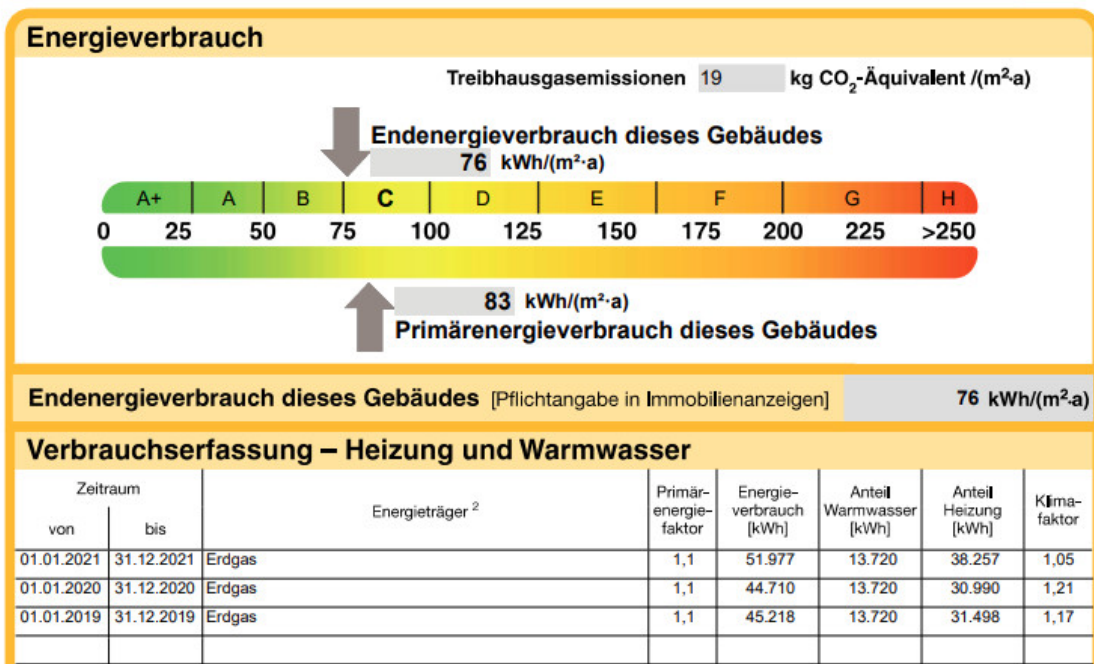 Energieverbrauch
Treibhausgasemissionen 19 kg CO₂-Äquivalent /(m²·a)
Endenergieverbrauch dieses Gebäudes
76 kWh/(m²·a)
A+ A B C D E F G H
0 25 50 75 100 125 150 175 200 225 >250
83 kWh/(m²·a)
Primärenergieverbrauch dieses Gebäudes
Endenergieverbrauch dieses Gebäudes [Pflichtangabe in Immobilienanzeigen] 76 kWh/(m²·a)
Verbrauchserfassung – Heizung und Warmwasser
Zeitraum
von bis
Energieträger ²
Primär-
energie-
faktor
Energie-
verbrauch
[kWh]
Anteil
Warmwasser
[kWh]
Anteil
Heizung
[kWh]
Klima-
faktor
01.01.2021 31.12.2021 Erdgas 1,1 51.977 13.720 38.257 1,05
01.01.2020 31.12.2020 Erdgas 1,1 44.710 13.720 30.990 1,21
01.01.2019 31.12.2019 Erdgas 1,1 45.218 13.720 31.498 1,17